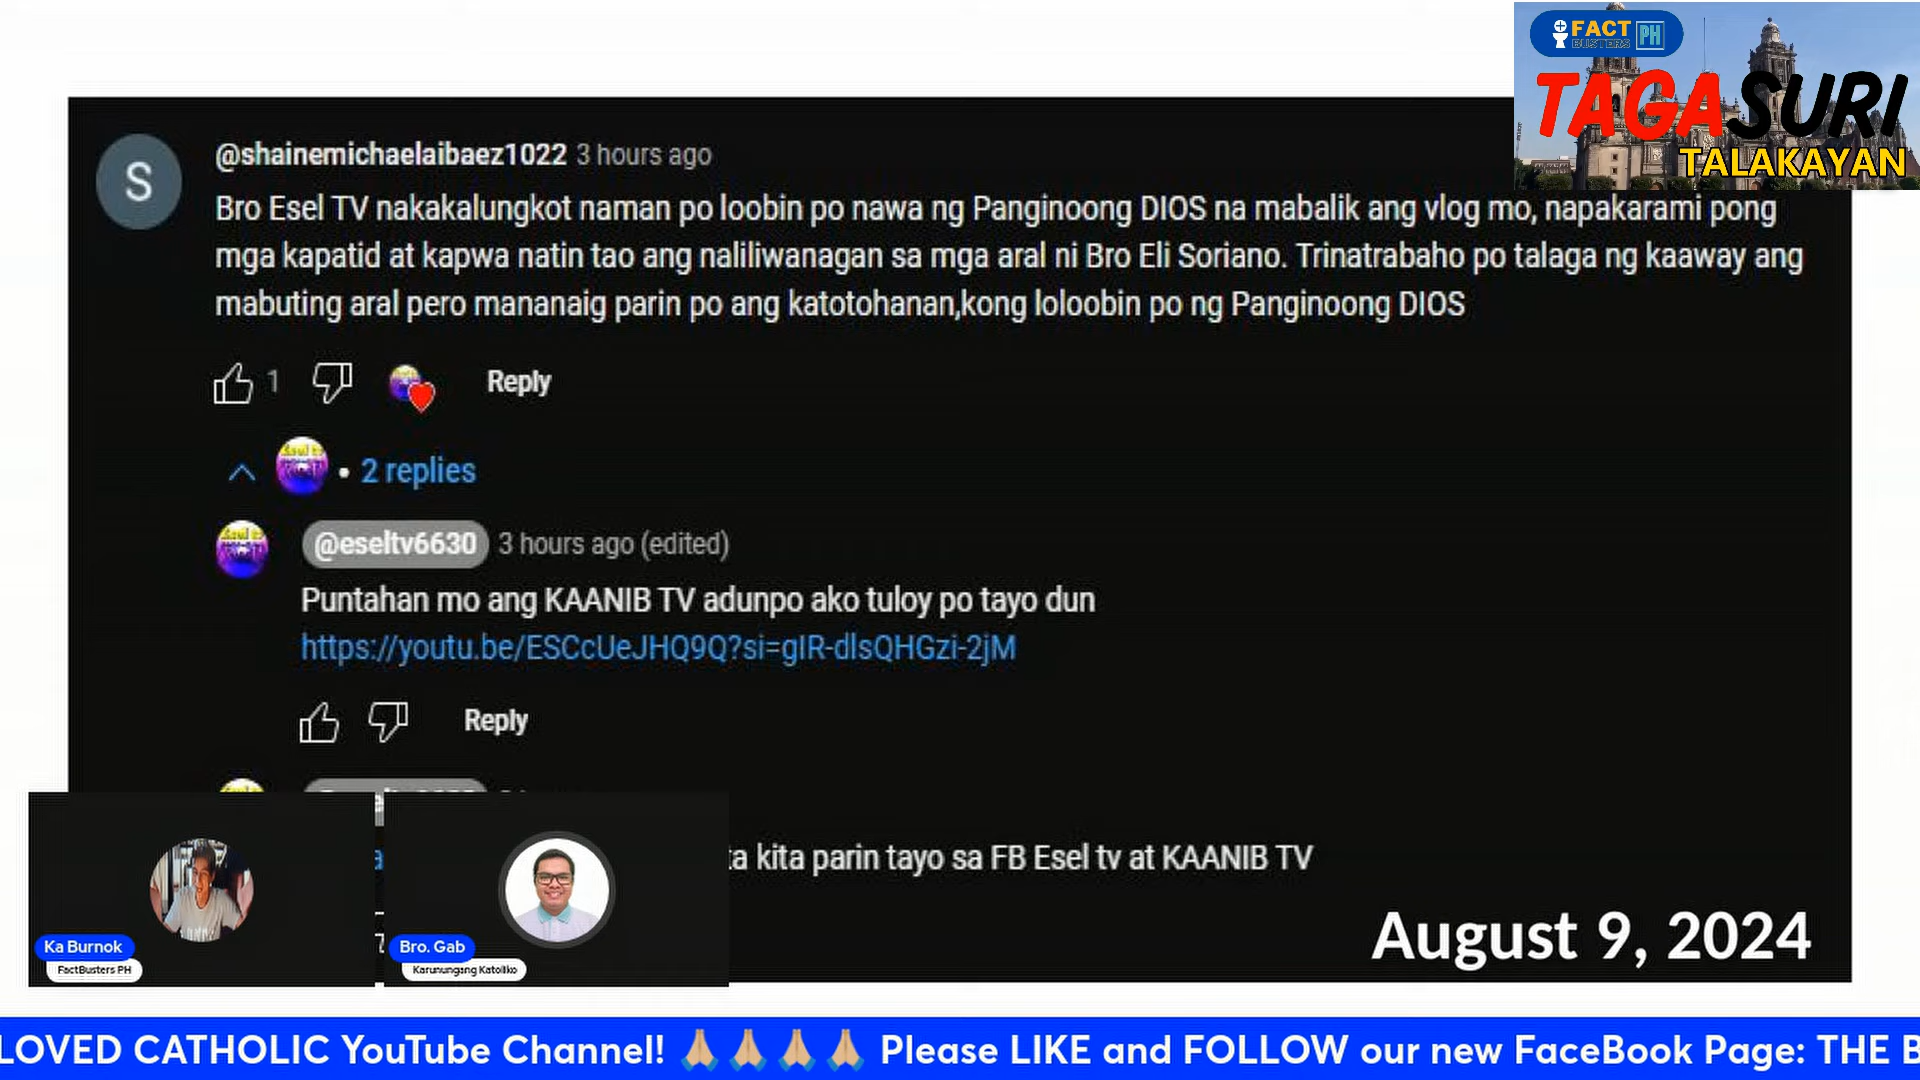 FACT
BUSTERS PH
TAGASURI
TALAKAYAN
S
@shainemichaelaibaez1022 3 hours ago
Bro Esel TV nakakalungkot naman po loobin po nawa ng Panginoong DIOS na mabalik ang vlog mo, napakarami pong
mga kapatid at kapwa natin tao ang naliliwanagan sa mga aral ni Bro Eli Soriano. Trinatrabaho po talaga ng kaaway ang
mabuting aral pero mananaig parin po ang katotohanan,kong loloobin po ng Panginoong DIOS
1 Reply
• 2 replies
@eseltv6630 3 hours ago (edited)
Puntahan mo ang KAANIB TV adunpo ako tuloy po tayo dun
https://youtu.be/ESCcUeJHQ9Q?si=gIR-dlsQHGzi-2jM
Reply
ta kita parin tayo sa FB Esel tv at KAANIB TV
August 9, 2024
Ka Burnok
FactBusters PH
Bro. Gab
Karunungang Katoliko
LOVED CATHOLIC YouTube Channel! 🙏🏼🙏🏼🙏🏼🙏🏼 Please LIKE and FOLLOW our new FaceBook Page: THE B